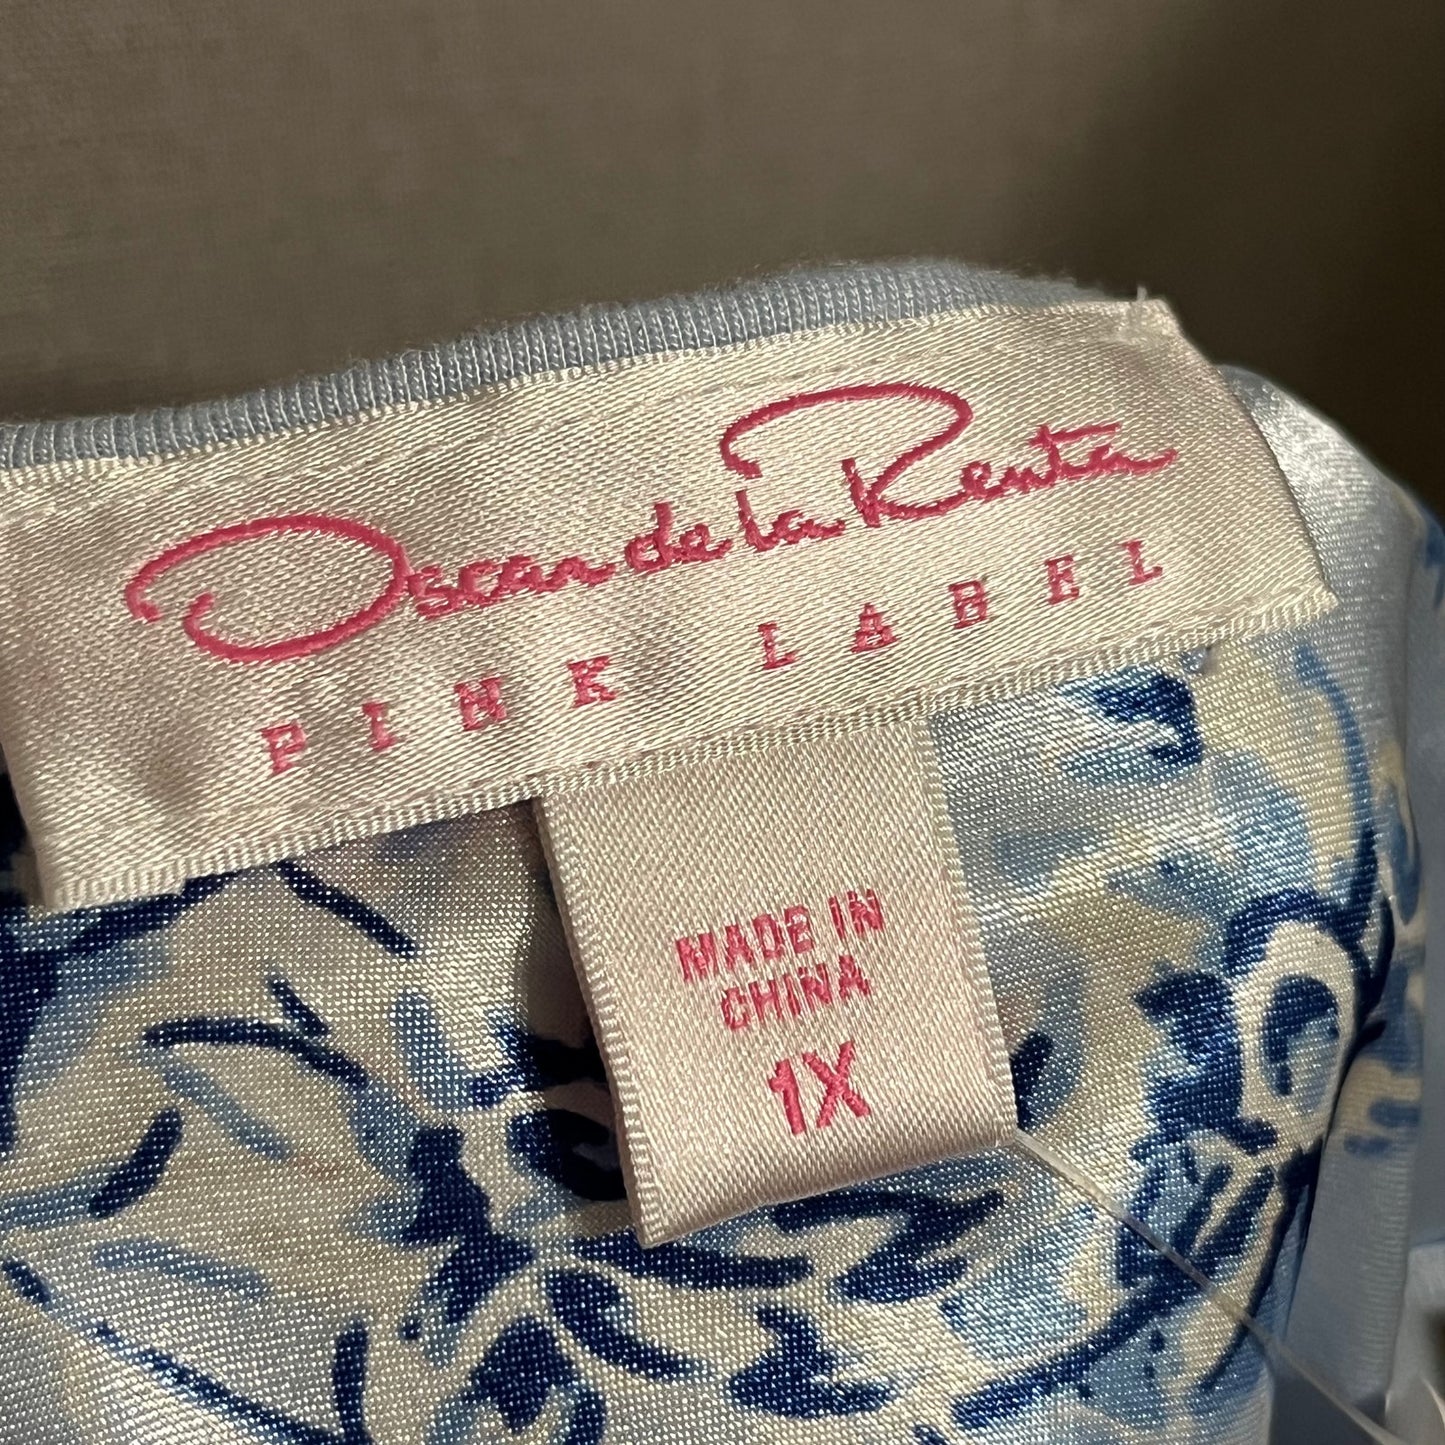 Oscar de la Renta
PINK LABEL
MADE IN
CHINA
1X